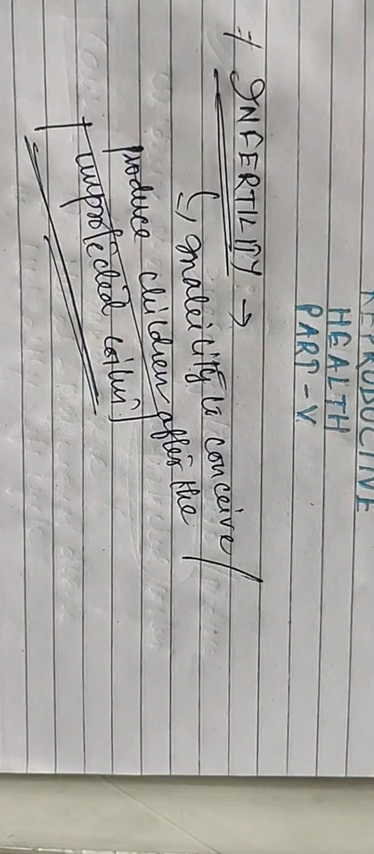 REPRODUCTIVE
HEALTH
PART-V
* INFERTILITY →
↳ Inability to conceive /
produce children after the
unprotected coitus